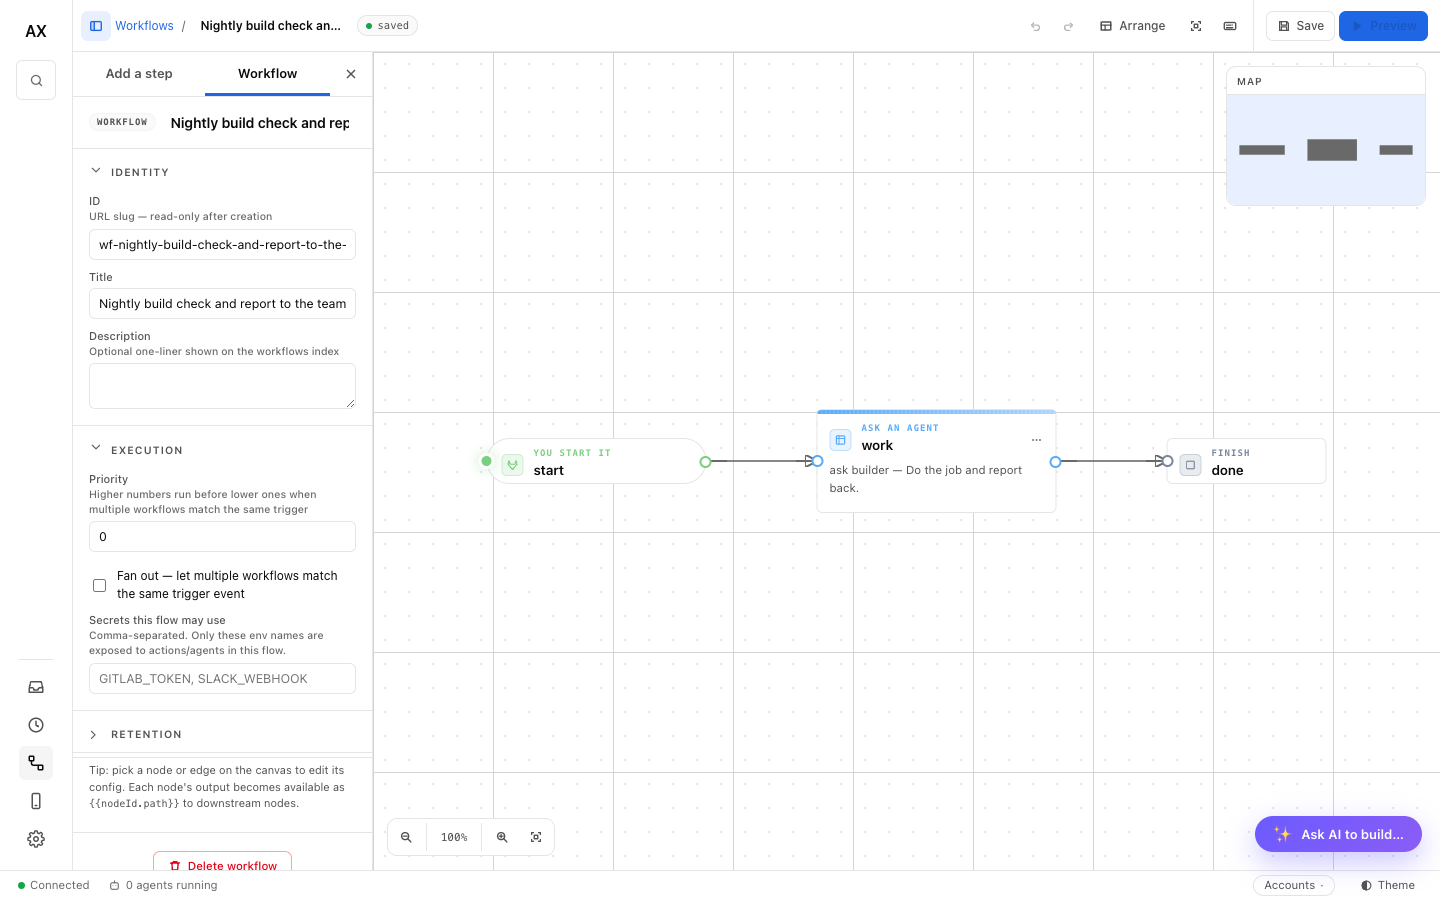 AX
Workflows / Nightly build check an... saved
Arrange
Save
Preview
Add a step
Workflow
WORKFLOW
Nightly build check and rep
IDENTITY
ID
URL slug — read-only after creation
wf-nightly-build-check-and-report-to-the-
Title
Nightly build check and report to the team
Description
Optional one-liner shown on the workflows index
EXECUTION
Priority
Higher numbers run before lower ones when
multiple workflows match the same trigger
0
Fan out — let multiple workflows match
the same trigger event
Secrets this flow may use
Comma-separated. Only these env names are
exposed to actions/agents in this flow.
GITLAB_TOKEN, SLACK_WEBHOOK
RETENTION
Tip: pick a node or edge on the canvas to edit its
config. Each node's output becomes available as
{{nodeId.path}} to downstream nodes.
Delete workflow
YOU START IT
start
ASK AN AGENT
work
ask builder — Do the job and report
back.
FINISH
done
MAP
100%
Ask AI to build...
Connected
0 agents running
Accounts ·
Theme